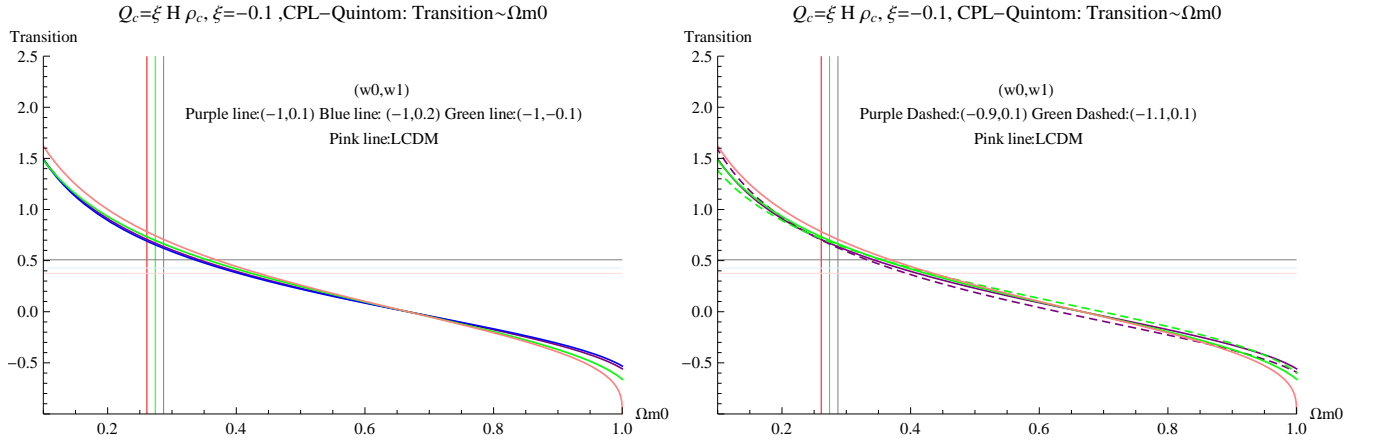 Qc=ξ H ρc, ξ=−0.1 ,CPL−Quintom: Transition~Ωm0
Transition
2.5
2.0
1.5
1.0
0.5
0.0
−0.5
(w0,w1)
Purple line:(−1,0.1) Blue line: (−1,0.2) Green line:(−1,−0.1)
Pink line:LCDM
0.2
0.4
0.6
0.8
1.0
Ωm0
Qc=ξ H ρc, ξ=−0.1, CPL−Quintom: Transition~Ωm0
Transition
2.5
2.0
1.5
1.0
0.5
0.0
−0.5
(w0,w1)
Purple Dashed:(−0.9,0.1) Green Dashed:(−1.1,0.1)
Pink line:LCDM
0.2
0.4
0.6
0.8
1.0
Ωm0